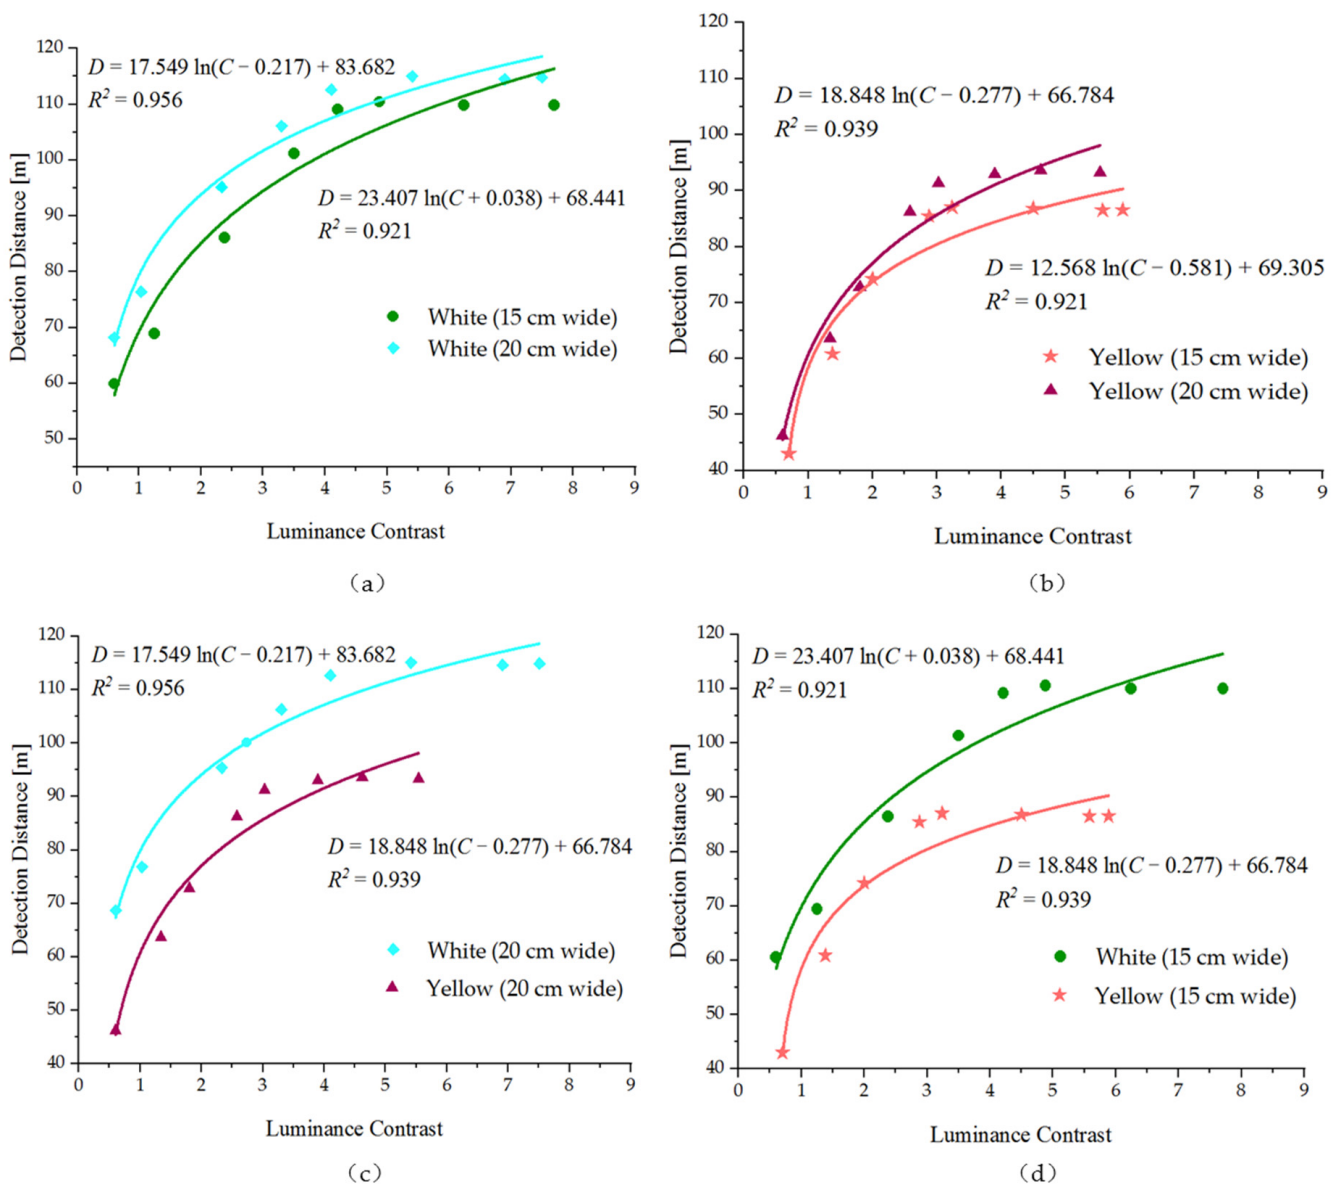 D = 17.549 ln(C − 0.217) + 83.682
R² = 0.956
D = 23.407 ln(C + 0.038) + 68.441
R² = 0.921
White (15 cm wide)
White (20 cm wide)
Detection Distance [m]
120
110
100
90
80
70
60
50
0 1 2 3 4 5 6 7 8 9
Luminance Contrast
(a)
D = 18.848 ln(C − 0.277) + 66.784
R² = 0.939
D = 12.568 ln(C − 0.581) + 69.305
R² = 0.921
Yellow (15 cm wide)
Yellow (20 cm wide)
Detection Distance [m]
120
110
100
90
80
70
60
50
40
0 1 2 3 4 5 6 7 8 9
Luminance Contrast
(b)
D = 17.549 ln(C − 0.217) + 83.682
R² = 0.956
D = 18.848 ln(C − 0.277) + 66.784
R² = 0.939
White (20 cm wide)
Yellow (20 cm wide)
Detection Distance [m]
120
110
100
90
80
70
60
50
40
0 1 2 3 4 5 6 7 8 9
Luminance Contrast
(c)
D = 23.407 ln(C + 0.038) + 68.441
R² = 0.921
D = 18.848 ln(C − 0.277) + 66.784
R² = 0.939
White (15 cm wide)
Yellow (15 cm wide)
Detection Distance [m]
120
110
100
90
80
70
60
50
40
0 1 2 3 4 5 6 7 8 9
Luminance Contrast
(d)